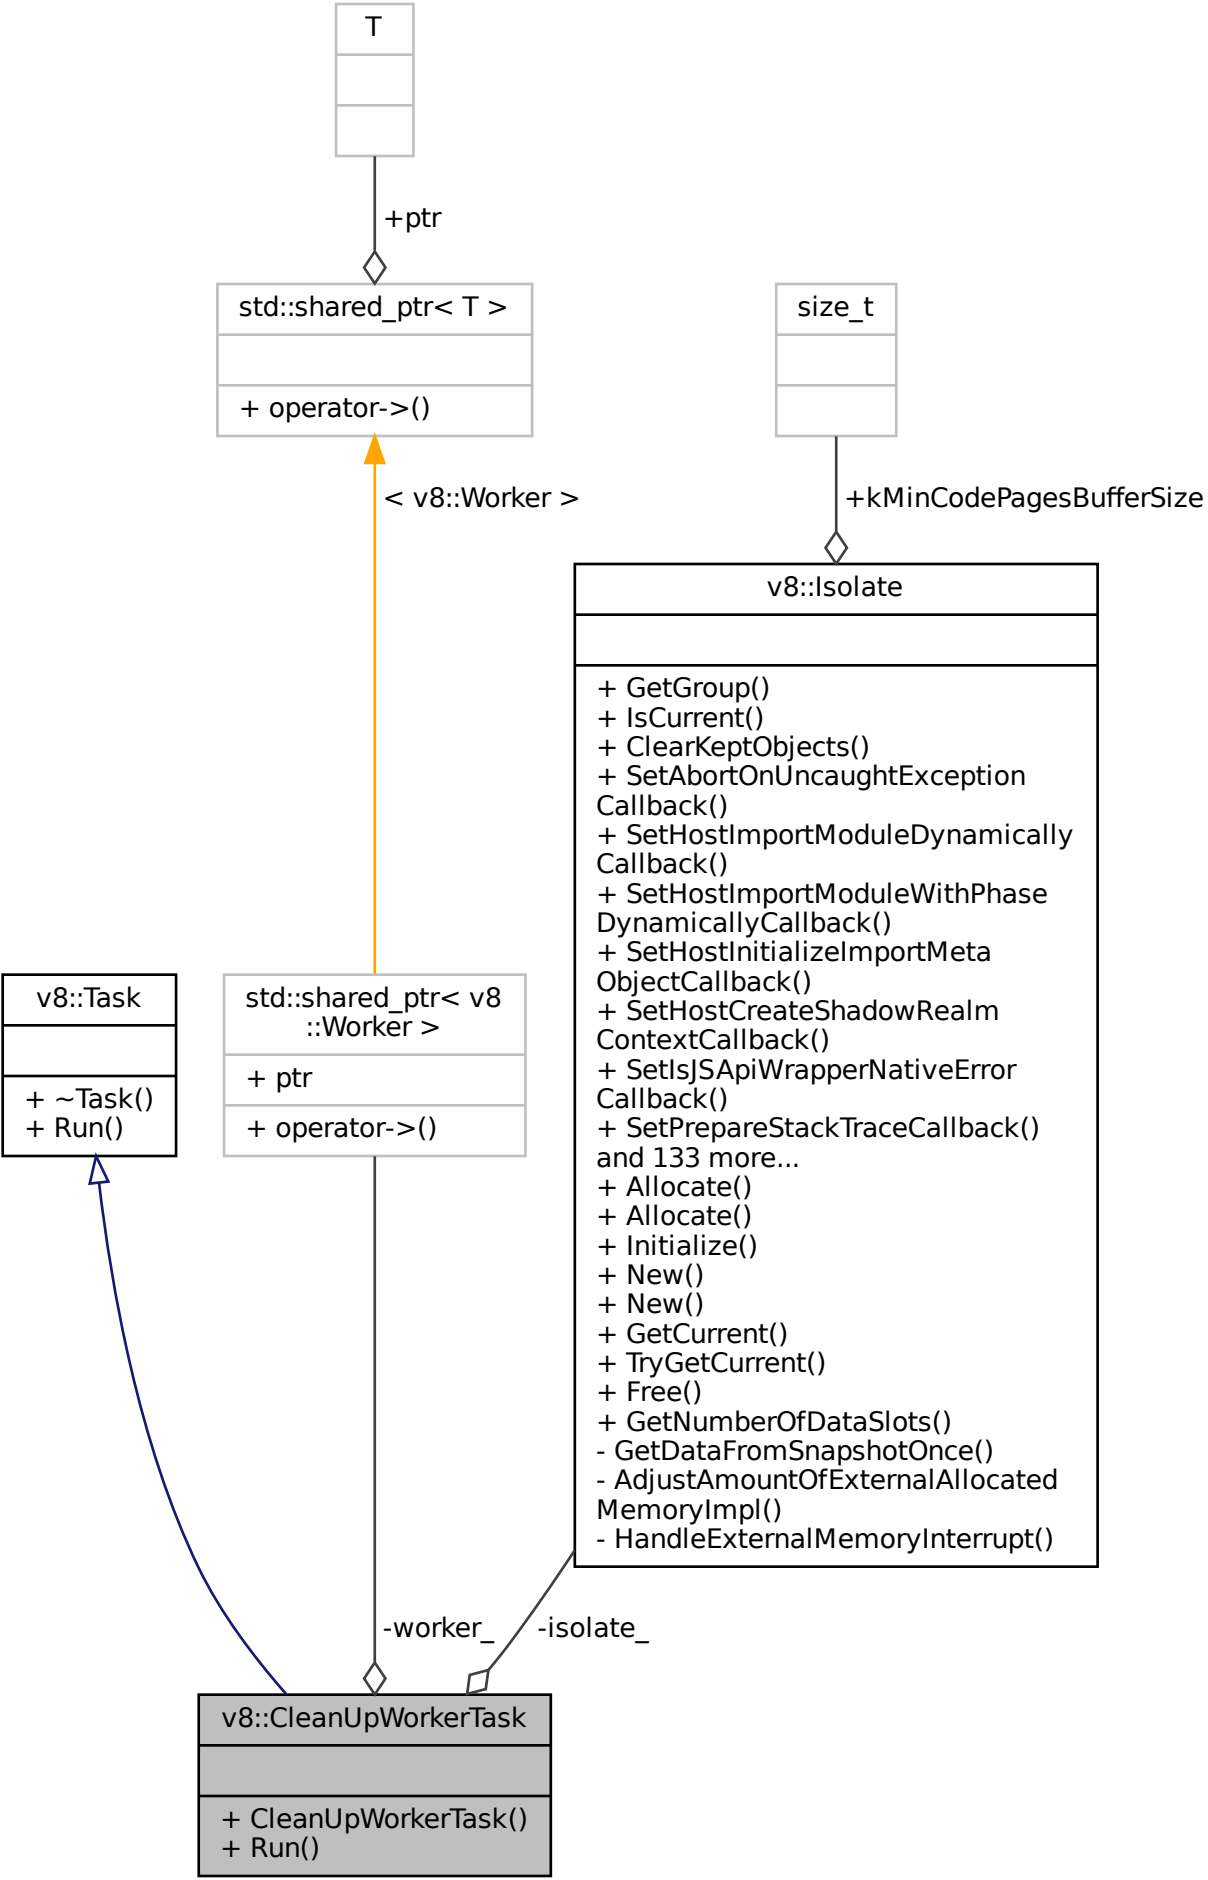 T
+ptr
std::shared_ptr< T >
+ operator->()
size_t
< v8::Worker >
+kMinCodePagesBufferSize
v8::Isolate
+ GetGroup()
+ IsCurrent()
+ ClearKeptObjects()
+ SetAbortOnUncaughtException
Callback()
+ SetHostImportModuleDynamically
Callback()
+ SetHostImportModuleWithPhase
DynamicallyCallback()
+ SetHostInitializeImportMeta
ObjectCallback()
+ SetHostCreateShadowRealm
ContextCallback()
+ SetIsJSApiWrapperNativeError
Callback()
+ SetPrepareStackTraceCallback()
and 133 more...
+ Allocate()
+ Allocate()
+ Initialize()
+ New()
+ New()
+ GetCurrent()
+ TryGetCurrent()
+ Free()
+ GetNumberOfDataSlots()
- GetDataFromSnapshotOnce()
- AdjustAmountOfExternalAllocated
MemoryImpl()
- HandleExternalMemoryInterrupt()
v8::Task
+ ~Task()
+ Run()
std::shared_ptr< v8
::Worker >
+ ptr
+ operator->()
-worker_
-isolate_
v8::CleanUpWorkerTask
+ CleanUpWorkerTask()
+ Run()